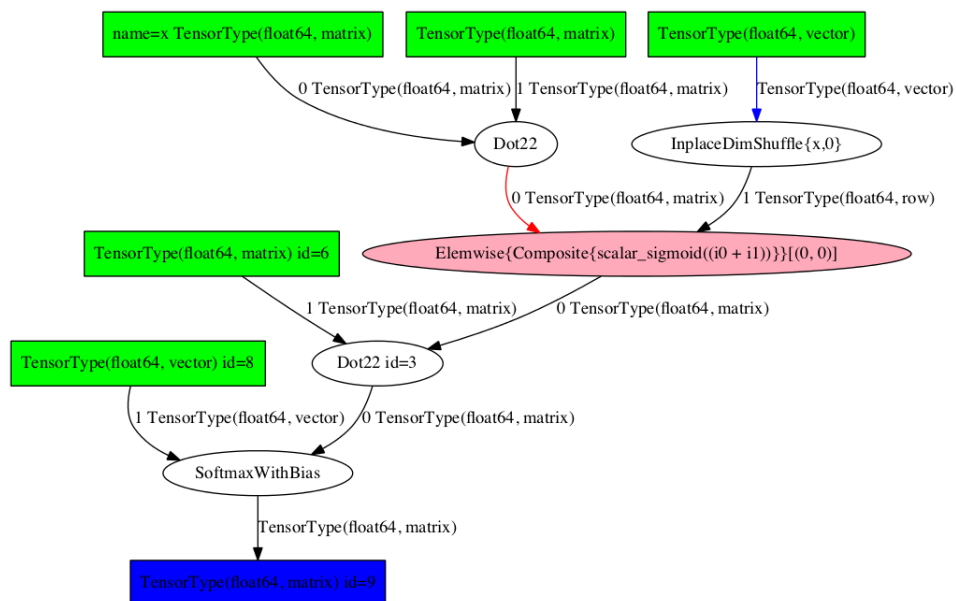 name=x TensorType(float64, matrix)
TensorType(float64, matrix)
TensorType(float64, vector)
0 TensorType(float64, matrix)
1 TensorType(float64, matrix)
TensorType(float64, vector)
Dot22
InplaceDimShuffle{x,0}
0 TensorType(float64, matrix)
1 TensorType(float64, row)
TensorType(float64, matrix) id=6
Elemwise{Composite{scalar_sigmoid((i0 + i1))}}[(0, 0)]
1 TensorType(float64, matrix)
0 TensorType(float64, matrix)
TensorType(float64, vector) id=8
Dot22 id=3
1 TensorType(float64, vector)
0 TensorType(float64, matrix)
SoftmaxWithBias
TensorType(float64, matrix)
TensorType(float64, matrix) id=9